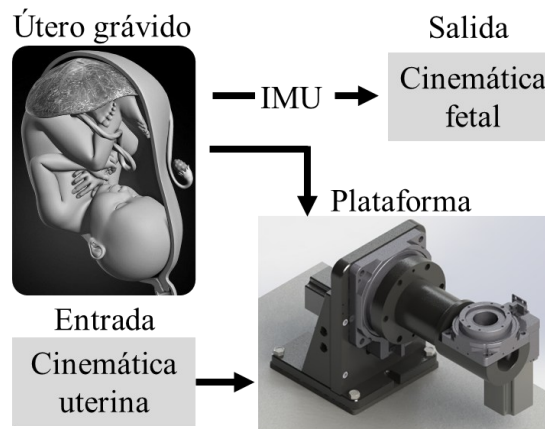 Útero grávido
Salida
IMU
Cinemática
fetal
Plataforma
Entrada
Cinemática
uterina